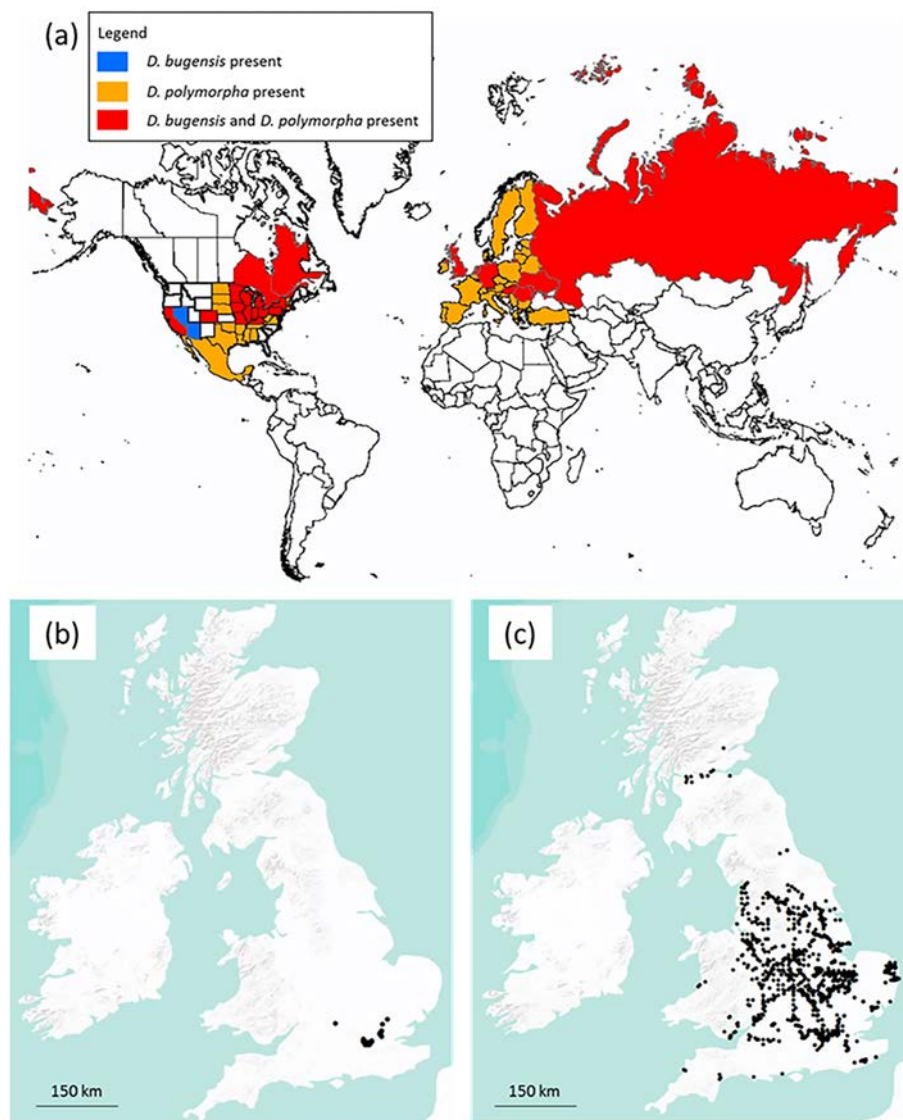 (a)
Legend
D. bugensis present
D. polymorpha present
D. bugensis and D. polymorpha present
(b)
(c)
150 km
150 km